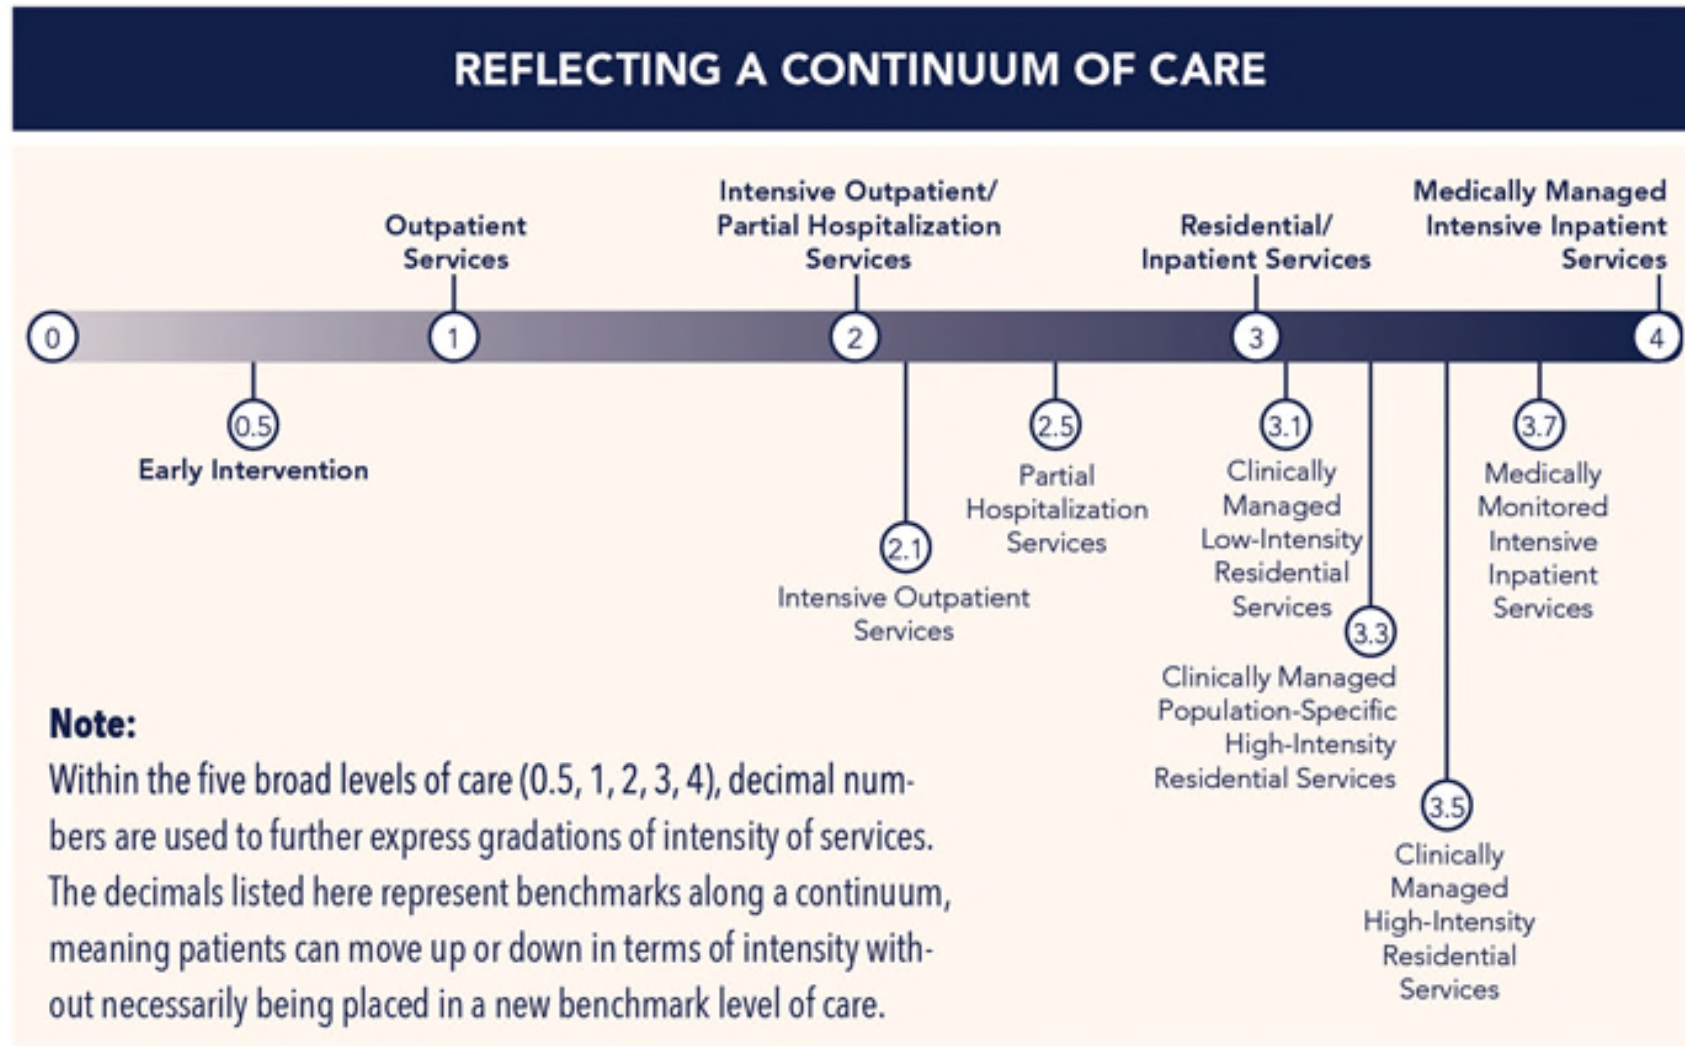 REFLECTING A CONTINUUM OF CARE
Intensive Outpatient/
Partial Hospitalization
Services
Medically Managed
Intensive Inpatient
Services
Outpatient
Services
Residential/
Inpatient Services
0
1
2
3
4
0.5
Early Intervention
2.1
Intensive Outpatient
Services
2.5
Partial
Hospitalization
Services
3.1
Clinically
Managed
Low-Intensity
Residential
Services
3.3
Clinically Managed
Population-Specific
High-Intensity
Residential Services
3.5
Clinically
Managed
High-Intensity
Residential
Services
3.7
Medically
Monitored
Intensive
Inpatient
Services
Note:
Within the five broad levels of care (0.5, 1, 2, 3, 4), decimal num-
bers are used to further express gradations of intensity of services.
The decimals listed here represent benchmarks along a continuum,
meaning patients can move up or down in terms of intensity with-
out necessarily being placed in a new benchmark level of care.